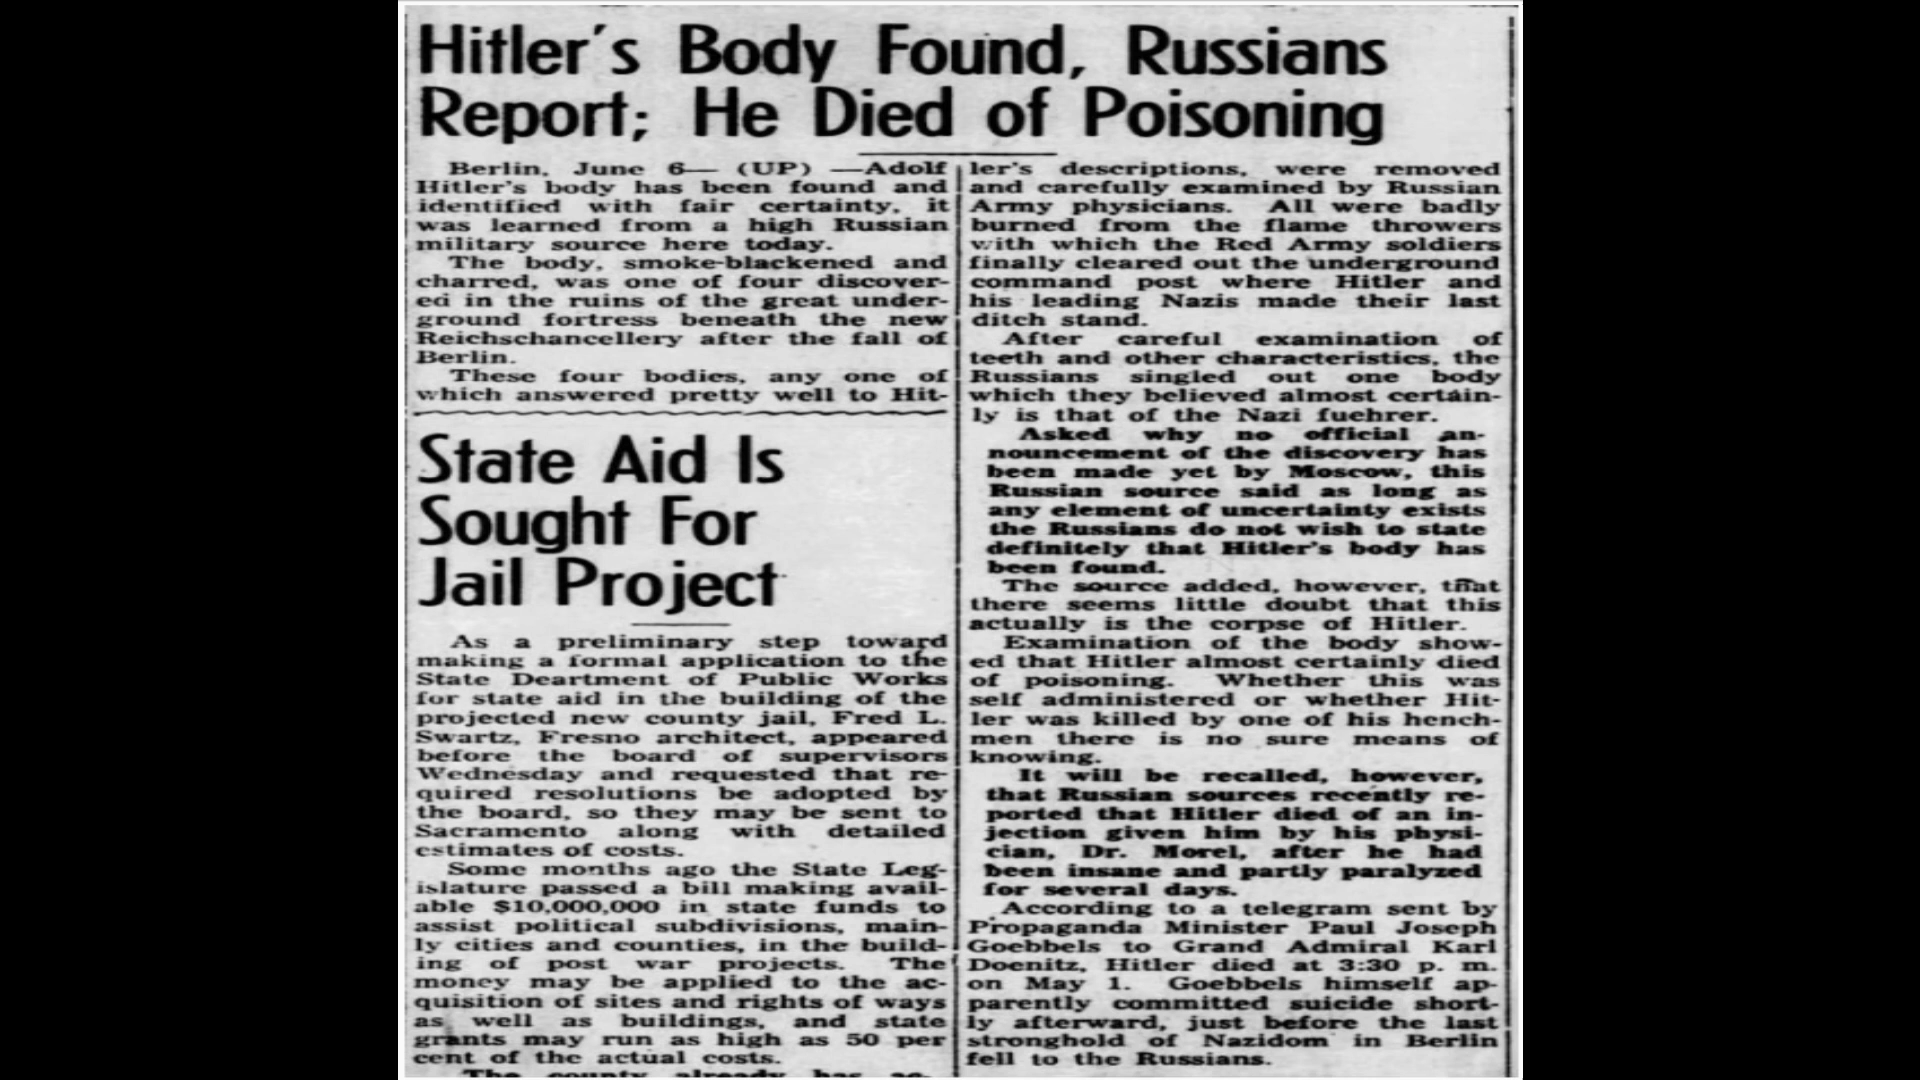 Hitler's Body Found, Russians
Report; He Died of Poisoning
Berlin, June 6— (UP) —Adolf
Hitler's body has been found and
identified with fair certainty, it
was learned from a high Russian
military source here today.
The body, smoke-blackened and
charred, was one of four discover-
ed in the ruins of the great under-
ground fortress beneath the new
Reichschancellery after the fall of
Berlin.
These four bodies, any one of
which answered pretty well to Hit-
ler's descriptions, were removed
and carefully examined by Russian
Army physicians. All were badly
burned from the flame throwers
with which the Red Army soldiers
finally cleared out the underground
command post where Hitler and
his leading Nazis made their last
ditch stand.
After careful examination of
teeth and other characteristics, the
Russians singled out one body
which they believed almost certain-
ly is that of the Nazi fuehrer.
Asked why no official an-
nouncement of the discovery has
been made yet by Moscow, this
Russian source said as long as
any element of uncertainty exists
the Russians do not wish to state
definitely that Hitler's body has
been found.
The source added, however, that
there seems little doubt that this
actually is the corpse of Hitler.
Examination of the body show-
ed that Hitler almost certainly died
of poisoning. Whether this was
self administered or whether Hit-
ler was killed by one of his hench-
men there is no sure means of
knowing.
It will be recalled, however,
that Russian sources recently re-
ported that Hitler died of an in-
jection given him by his physi-
cian, Dr. Morel, after he had
been insane and partly paralyzed
for several days.
According to a telegram sent by
Propaganda Minister Paul Joseph
Goebbels to Grand Admiral Karl
Doenitz, Hitler died at 3:30 p. m.
on May 1. Goebbels himself ap-
parently committed suicide short-
ly afterward, just before the last
stronghold of Nazidom in Berlin
fell to the Russians.
State Aid Is
Sought For
Jail Project
As a preliminary step toward
making a formal application to the
State Deartment of Public Works
for state aid in the building of the
projected new county jail, Fred L.
Swartz, Fresno architect, appeared
before the board of supervisors
Wednesday and requested that re-
quired resolutions be adopted by
the board, so they may be sent to
Sacramento along with detailed
estimates of costs.
Some months ago the State Leg-
islature passed a bill making avail-
able $10,000,000 in state funds to
assist political subdivisions, main-
ly cities and counties, in the build-
ing of post war projects. The
money may be applied to the ac-
quisition of sites and rights of ways
as well as buildings, and state
grants may run as high as 50 per
cent of the actual costs.
The county already has ac-